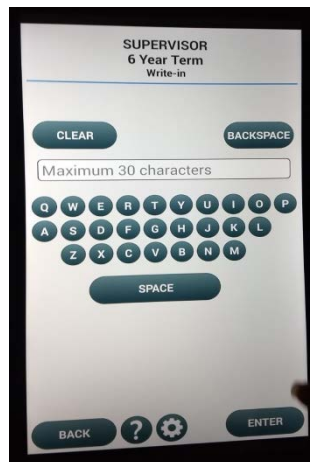 SUPERVISOR
6 Year Term
Write-in
CLEAR BACKSPACE
Maximum 30 characters
Q W E R T Y U I O P
A S D F G H J K L
Z X C V B N M
SPACE
BACK ? ENTER